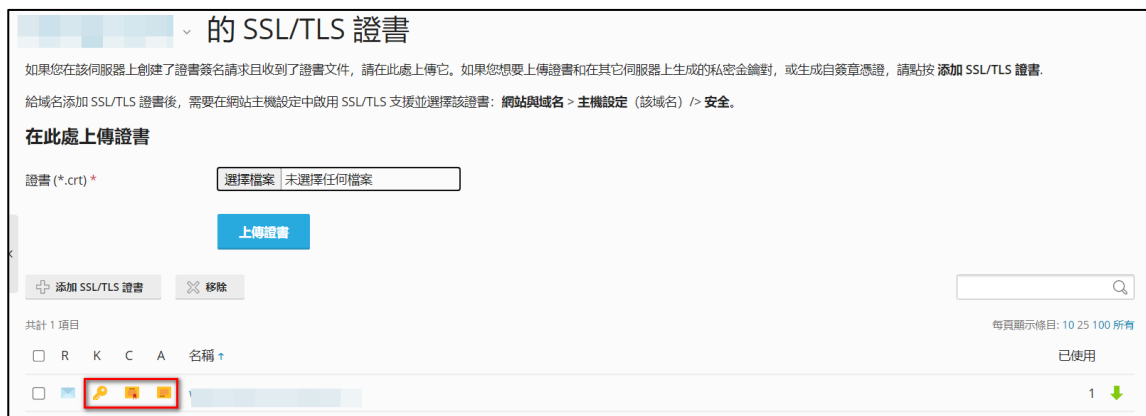 的 SSL/TLS 證書
如果您在該伺服器上創建了證書簽名請求且收到了證書文件，請在此處上傳它。如果您想要上傳證書和在其它伺服器上生成的私密金鑰對，或生成自簽章憑證，請點按 添加 SSL/TLS 證書.
給域名添加 SSL/TLS 證書後，需要在網站主機設定中啟用 SSL/TLS 支援並選擇該證書：網站與域名 > 主機設定（該域名）/> 安全。
在此處上傳證書
證書 (*.crt) * 選擇檔案 未選擇任何檔案
上傳證書
添加 SSL/TLS 證書 移除
共計 1 項目 每頁顯示條目: 10 25 100 所有
R K C A 名稱↑ 已使用
1